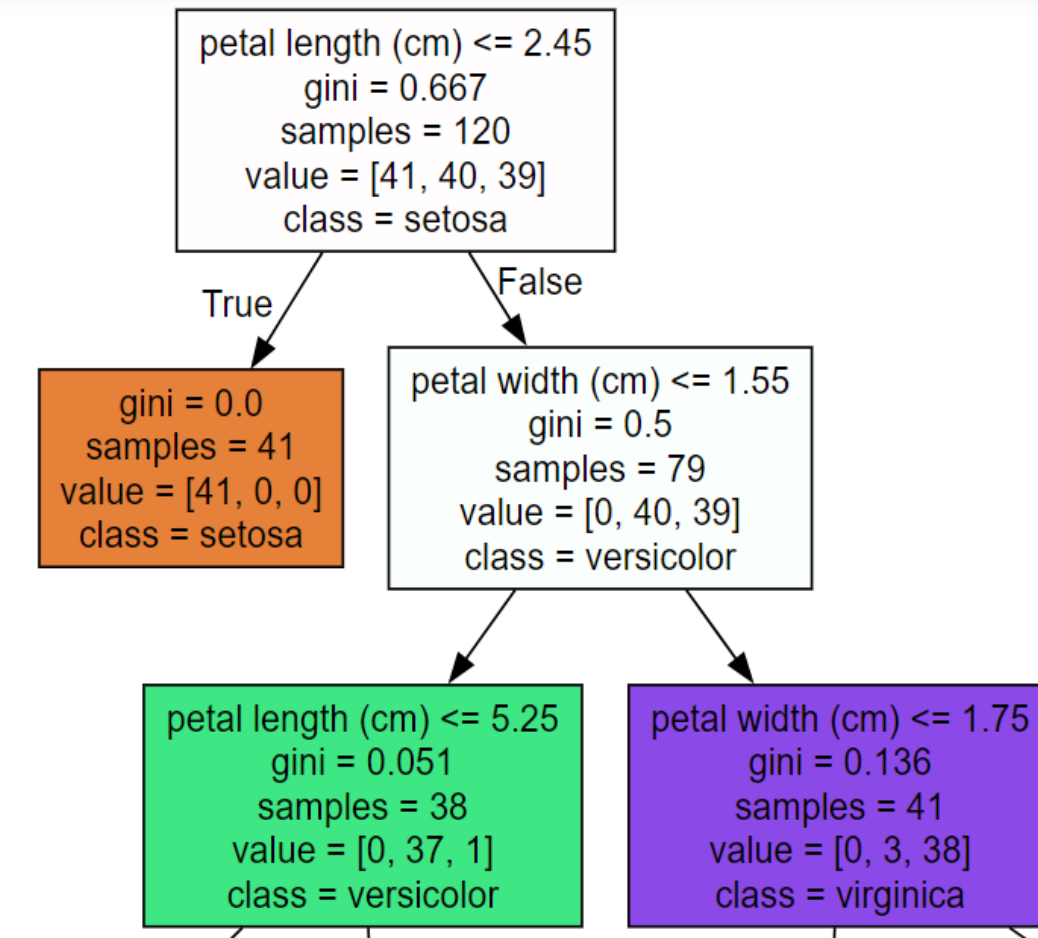 petal length (cm) <= 2.45
gini = 0.667
samples = 120
value = [41, 40, 39]
class = setosa
True
False
gini = 0.0
samples = 41
value = [41, 0, 0]
class = setosa
petal width (cm) <= 1.55
gini = 0.5
samples = 79
value = [0, 40, 39]
class = versicolor
petal length (cm) <= 5.25
gini = 0.051
samples = 38
value = [0, 37, 1]
class = versicolor
petal width (cm) <= 1.75
gini = 0.136
samples = 41
value = [0, 3, 38]
class = virginica